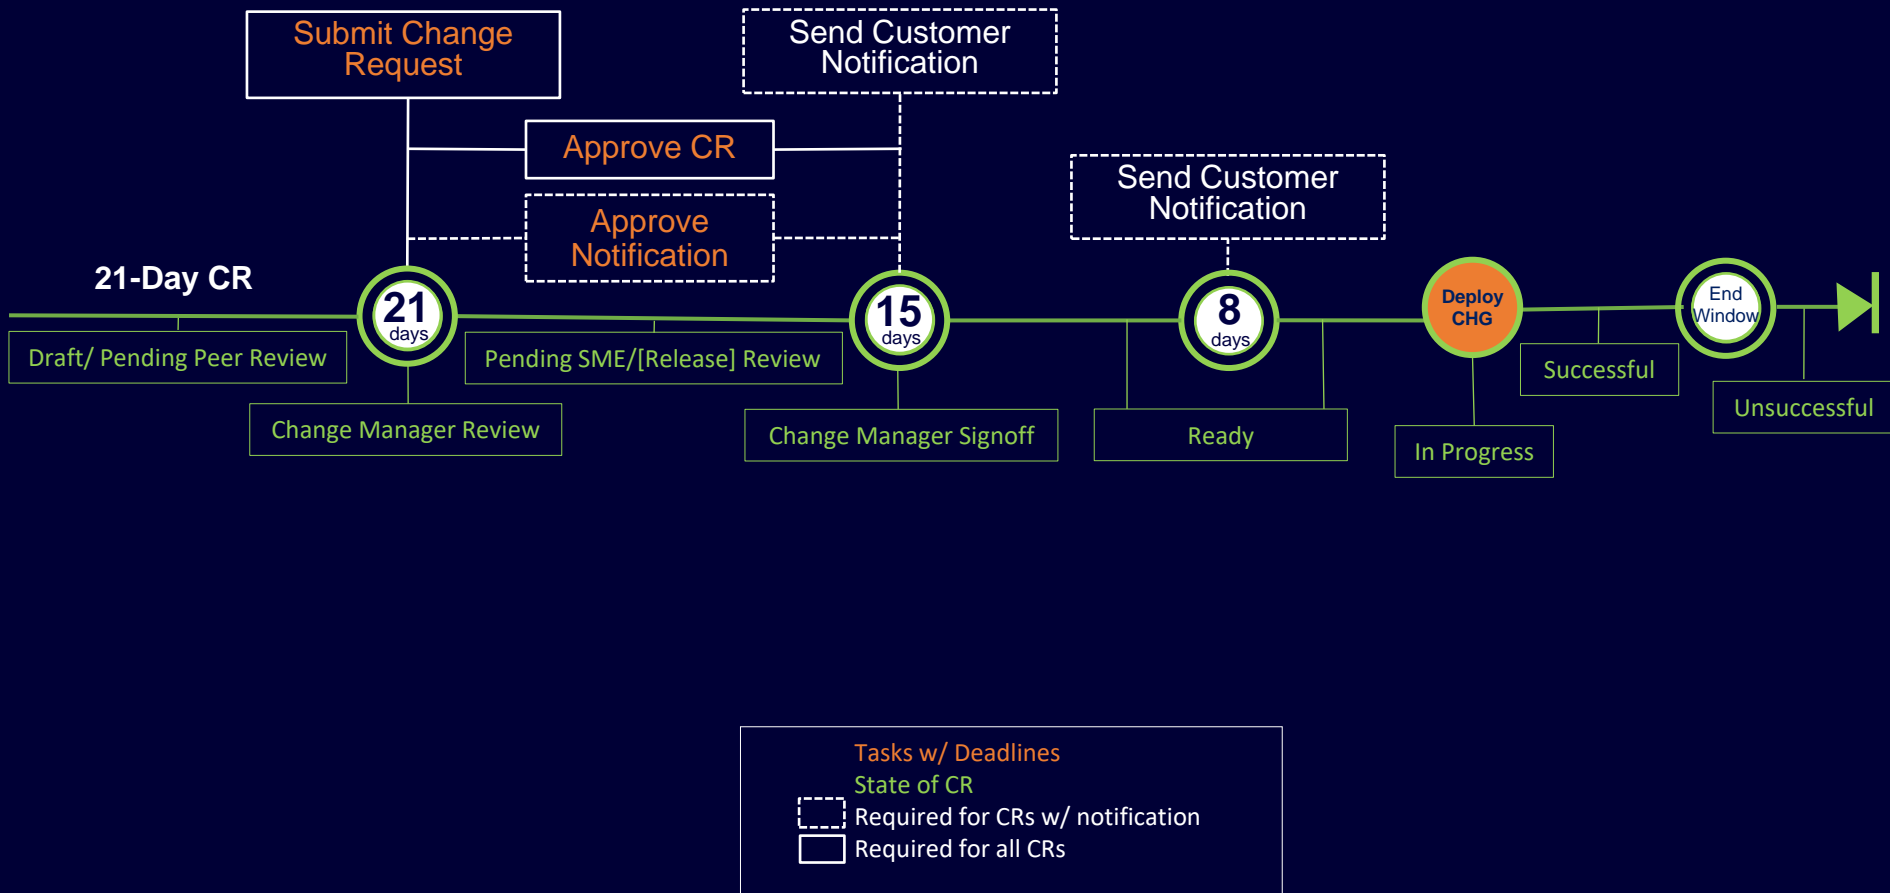 Submit Change
Request
Send Customer
Notification
Approve CR
Approve
Notification
Send Customer
Notification
21-Day CR
21
days
15
days
8
days
Deploy
CHG
End
Window
Draft/ Pending Peer Review
Pending SME/[Release] Review
Successful
Change Manager Review
Change Manager Signoff
Ready
In Progress
Unsuccessful
Tasks w/ Deadlines
State of CR
Required for CRs w/ notification
Required for all CRs